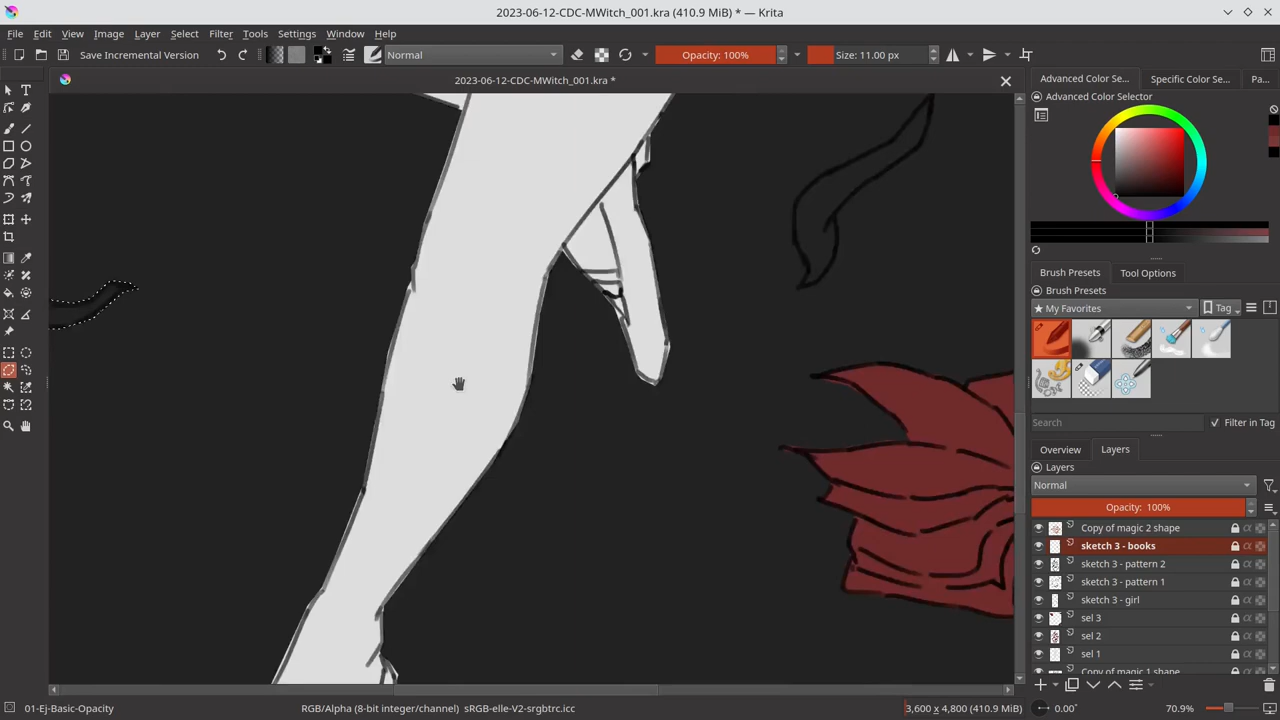 2023-06-12-CDC-MWitch_001.kra (410.9 MiB) * — Krita
File Edit View Image Layer Select Filter Tools Settings Window Help
Save Incremental Version Normal Opacity: 100% Size: 11.00 px
2023-06-12-CDC-MWitch_001.kra *
Advanced Color Se... Specific Color Se... Pa...
Advanced Color Selector
Brush Presets Tool Options
Brush Presets
★ My Favorites Tag
Search Filter in Tag
Overview Layers
Layers
Normal
Opacity: 100%
Copy of magic 2 shape
sketch 3 - books
sketch 3 - pattern 2
sketch 3 - pattern 1
sketch 3 - girl
sel 3
sel 2
sel 1
Copy of magic 1 shape
01-Ej-Basic-Opacity RGB/Alpha (8-bit integer/channel) sRGB-elle-V2-srgbtrc.icc 3,600 x 4,800 (410.9 MiB) 0.00° 70.9%